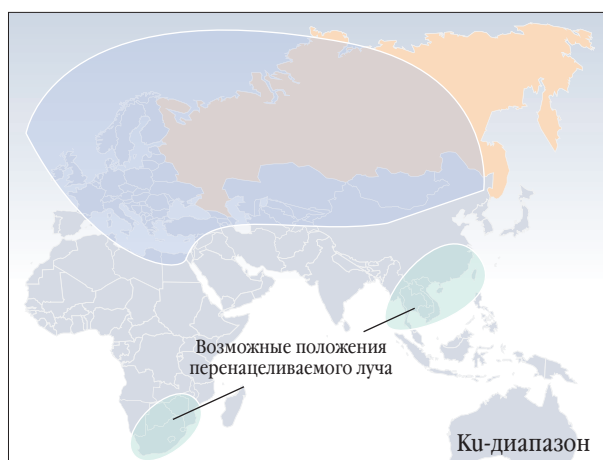 Возможные положения
перенацеливаемого луча
Ku-диапазон